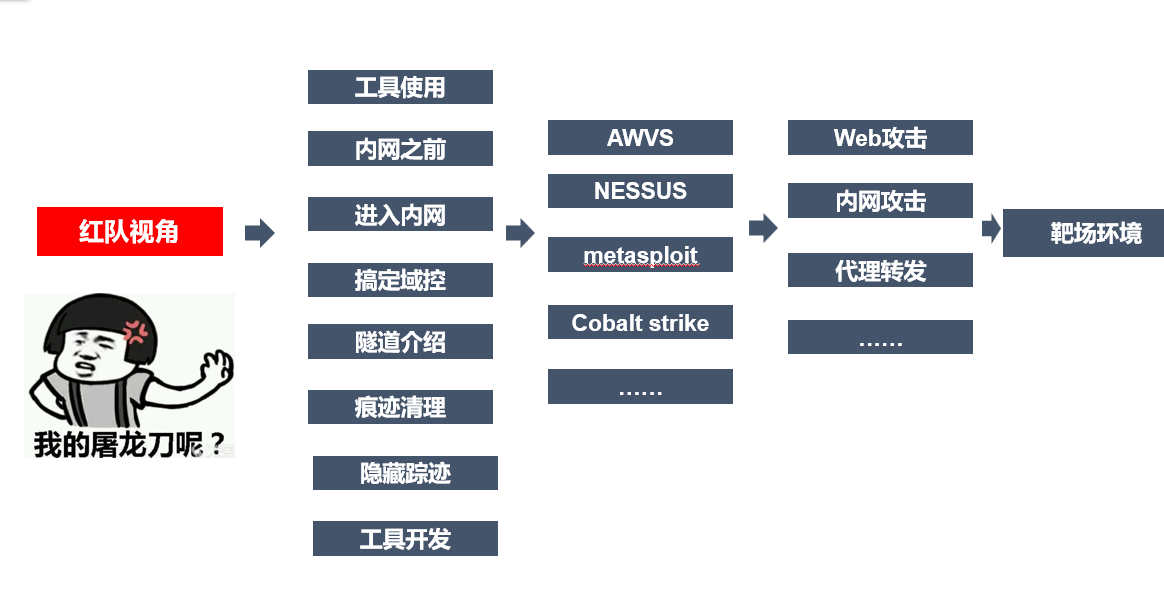 红队视角
我的屠龙刀呢？
工具使用
内网之前
进入内网
搞定域控
隧道介绍
痕迹清理
隐藏踪迹
工具开发
AWVS
NESSUS
metasploit
Cobalt strike
……
Web攻击
内网攻击
代理转发
……
靶场环境